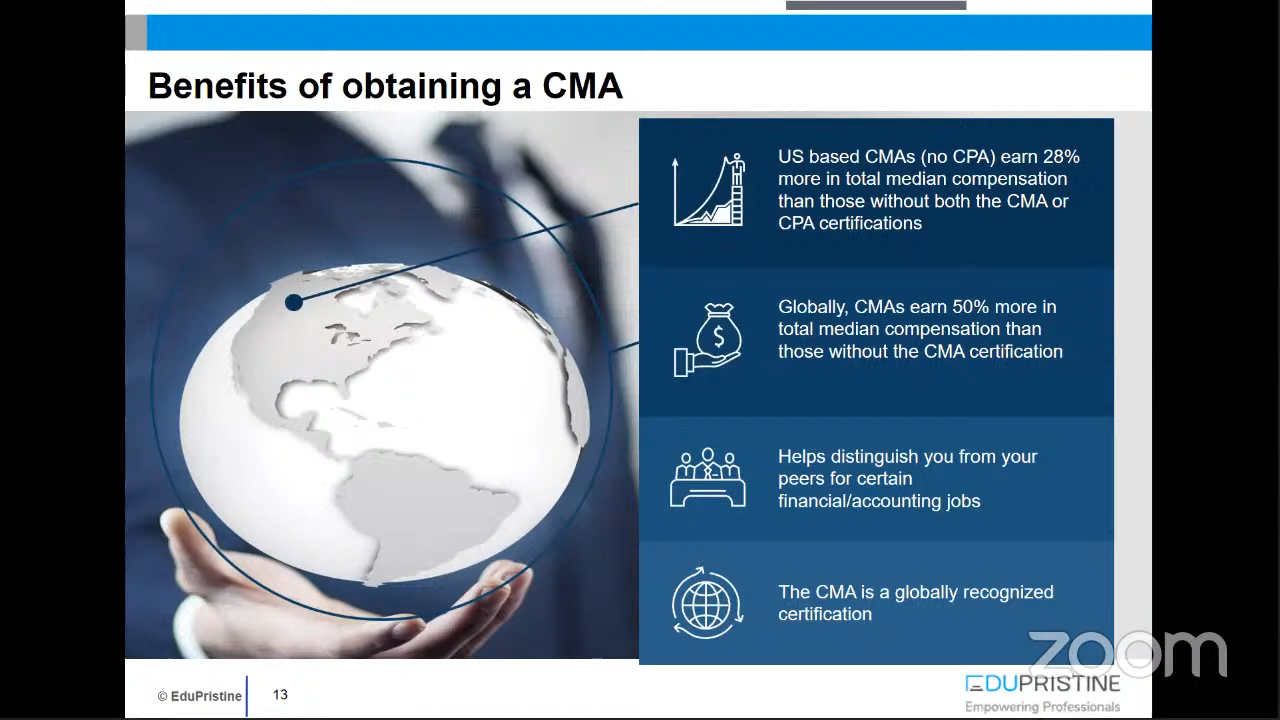 Benefits of obtaining a CMA
US based CMAs (no CPA) earn 28%
more in total median compensation
than those without both the CMA or
CPA certifications
$
Globally, CMAs earn 50% more in
total median compensation than
those without the CMA certification
Helps distinguish you from your
peers for certain
financial/accounting jobs
The CMA is a globally recognized
certification
zoom
© EduPristine
13
EDUPRISTINE
Empowering Professionals